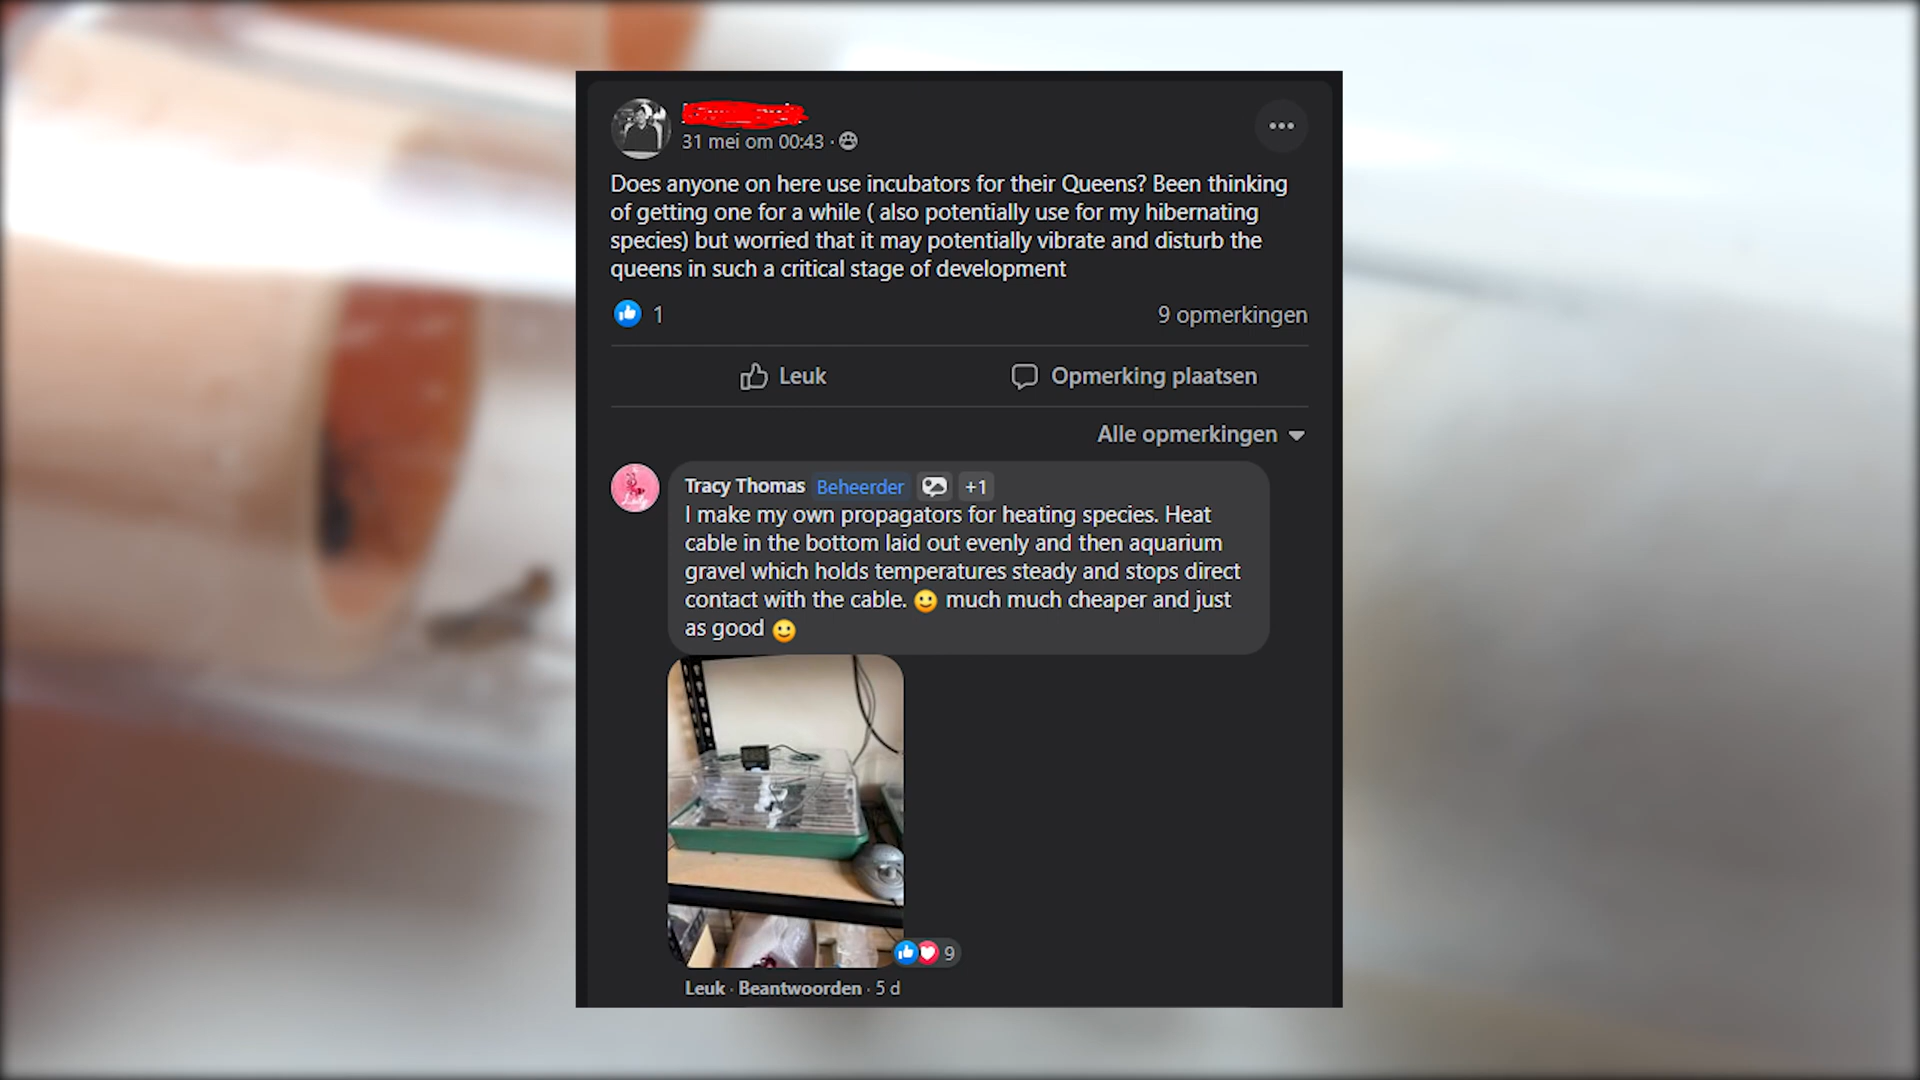 31 mei om 00:43 ·
Does anyone on here use incubators for their Queens? Been thinking
of getting one for a while ( also potentially use for my hibernating
species) but worried that it may potentially vibrate and disturb the
queens in such a critical stage of development
1
9 opmerkingen
Leuk
Opmerking plaatsen
Alle opmerkingen
Tracy Thomas Beheerder +1
I make my own propagators for heating species. Heat
cable in the bottom laid out evenly and then aquarium
gravel which holds temperatures steady and stops direct
contact with the cable. 🙂 much much cheaper and just
as good 🙂
9
Leuk · Beantwoorden · 5 d